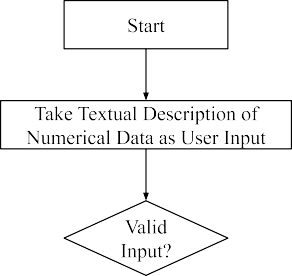 Start
Take Textual Description of
Numerical Data as User Input
Valid
Input?